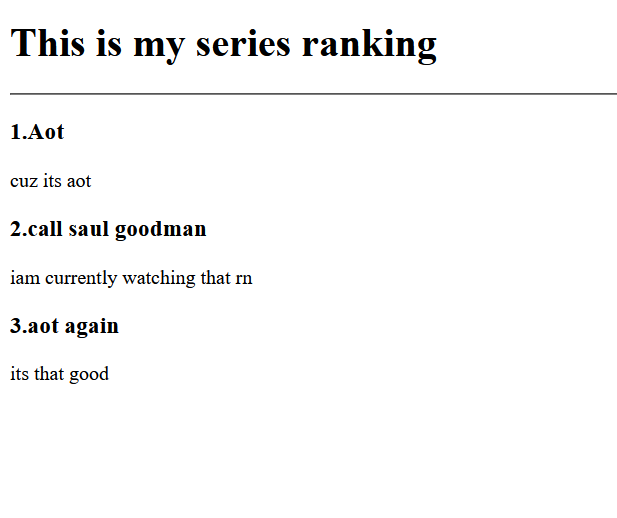 This is my series ranking
1.Aot
cuz its aot
2.call saul goodman
iam currently watching that rn
3.aot again
its that good